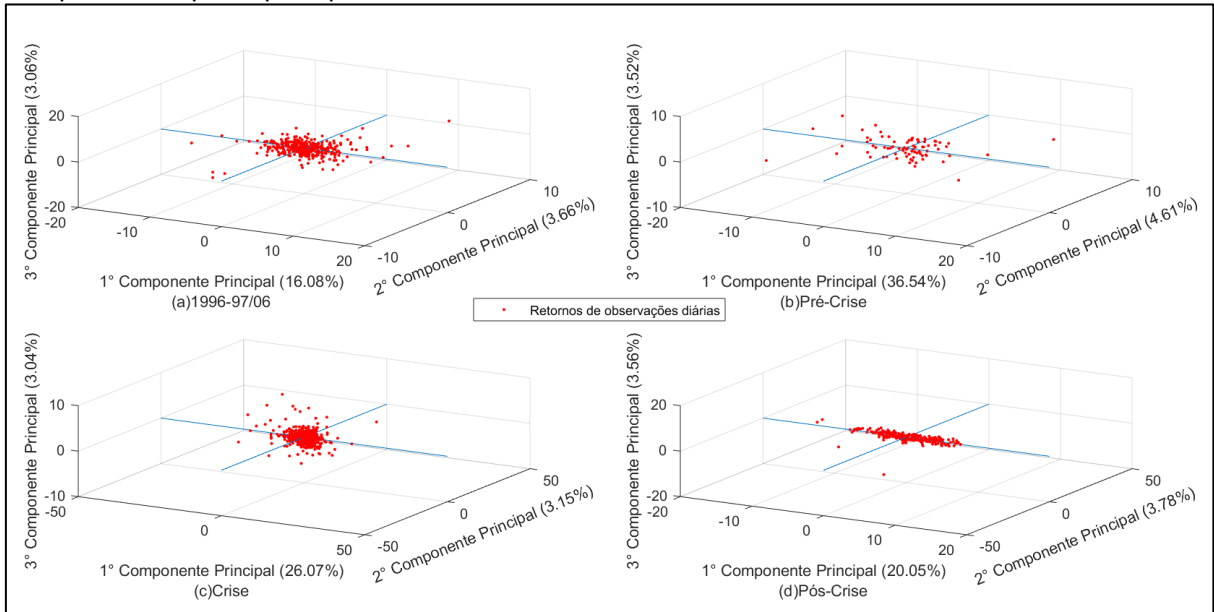 3° Componente Principal (3.06%)
20
0
-20
-20
-10
0
10
20
-10
0
10
2° Componente Principal (3.66%)
1° Componente Principal (16.08%)
(a)1996-97/06
3° Componente Principal (3.52%)
10
0
-10
-20
-10
0
10
20
-10
0
10
2° Componente Principal (4.61%)
1° Componente Principal (36.54%)
(b)Pré-Crise
Retornos de observações diárias
3° Componente Principal (3.04%)
10
0
-10
-50
0
50
-50
0
50
2° Componente Principal (3.15%)
1° Componente Principal (26.07%)
(c)Crise
3° Componente Principal (3.56%)
20
0
-20
-20
-10
0
10
20
-50
0
50
2° Componente Principal (3.78%)
1° Componente Principal (20.05%)
(d)Pós-Crise